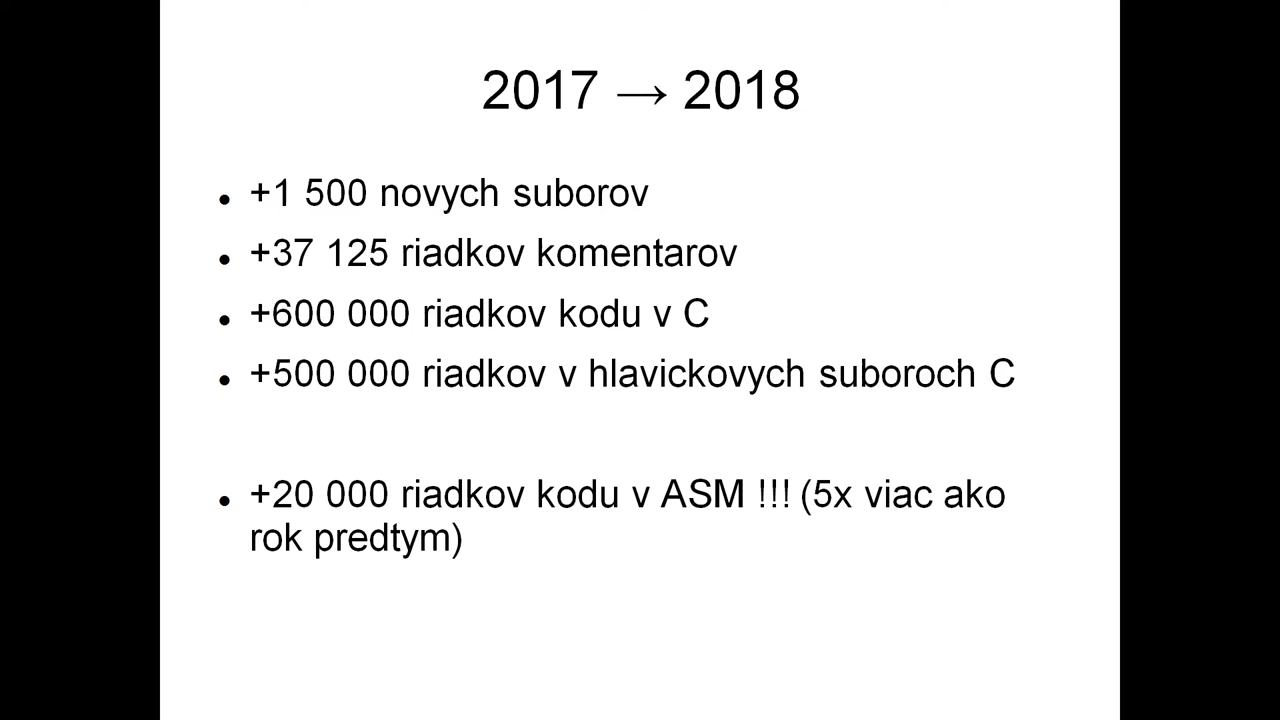 2017 → 2018
• +1 500 novych suborov
• +37 125 riadkov komentarov
• +600 000 riadkov kodu v C
• +500 000 riadkov v hlavickovych suboroch C
• +20 000 riadkov kodu v ASM !!! (5x viac ako
rok predtym)